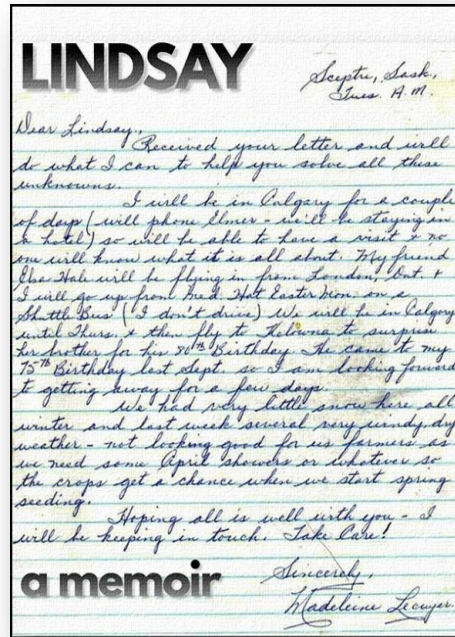 LINDSAY
Sceptre, Sask,
Tues. A.M.
Dear Lindsay,
Received your letter and will
do what I can to help you solve all these
unknowns.
I will be in Calgary for a couple
of days (will phone Elmer - we'll be staying in
a hotel) so will be able to have a visit & no
one will know what it is all about. My friend
Elsa Hale will be flying in from London, Ont. &
I will go up from Med. Hat Easter Mon. on a
Shuttle Bus (I don't drive) We will be in Calgary
until Thurs. & then fly to Kelowna to surprise
her brother for his 80th Birthday. He came to my
75th Birthday last Sept. so I am looking forward
to getting away for a few days.
We had very little snow here all
winter and last week several very windy, dry
weather - not looking good for us farmers as
we need some April showers or whatever so
the crops get a chance when we start spring
seeding.
Hoping all is well with you - I
will be keeping in touch. Take Care!
Sincerely,
Madeleine Lecuyer.
a memoir